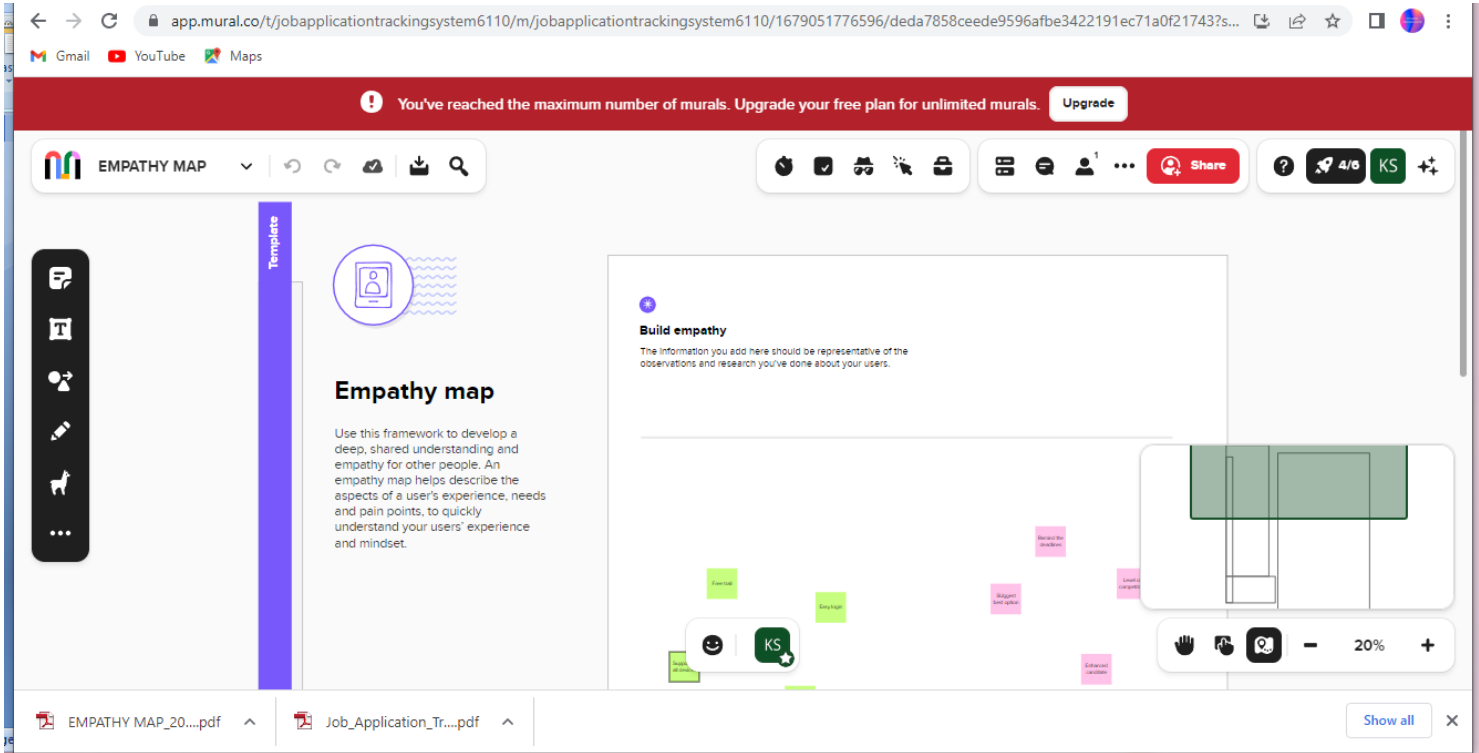 app.mural.co/t/jobapplicationtrackingsystem6110/m/jobapplicationtrackingsystem6110/1679051776596/deda7858ceede9596afbe3422191ec71a0f21743?s...
Gmail YouTube Maps
You've reached the maximum number of murals. Upgrade your free plan for unlimited murals. Upgrade
EMPATHY MAP
1
Share
4/6
KS
Template
Build empathy
The information you add here should be representative of the
observations and research you've done about your users.
Empathy map
Use this framework to develop a
deep, shared understanding and
empathy for other people. An
empathy map helps describe the
aspects of a user's experience, needs
and pain points, to quickly
understand your users' experience
and mindset.
Remind the
deadlines
Free trail
Easy login
best option
Enhanced
candidate
KS
20%
EMPATHY MAP_20....pdf
Job_Application_Tr....pdf
Show all